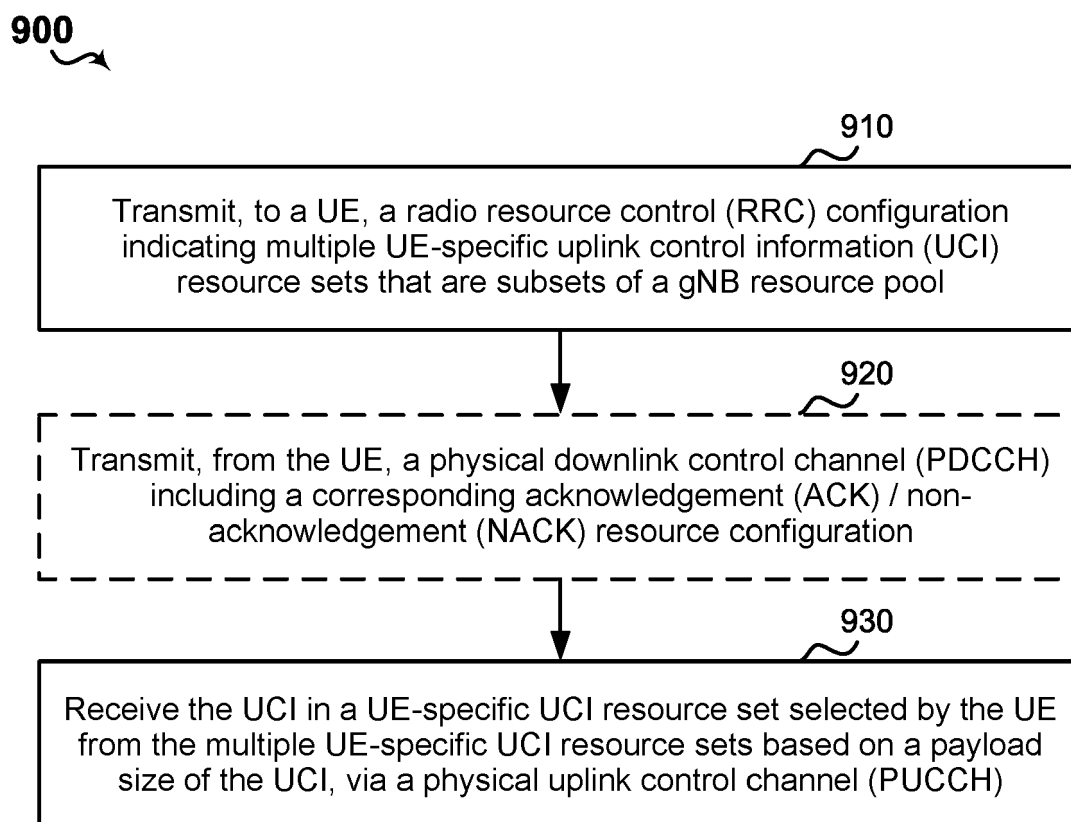 900
910
Transmit, to a UE, a radio resource control (RRC) configuration
indicating multiple UE-specific uplink control information (UCI)
resource sets that are subsets of a gNB resource pool
920
Transmit, from the UE, a physical downlink control channel (PDCCH)
including a corresponding acknowledgement (ACK) / non-
acknowledgement (NACK) resource configuration
930
Receive the UCI in a UE-specific UCI resource set selected by the UE
from the multiple UE-specific UCI resource sets based on a payload
size of the UCI, via a physical uplink control channel (PUCCH)